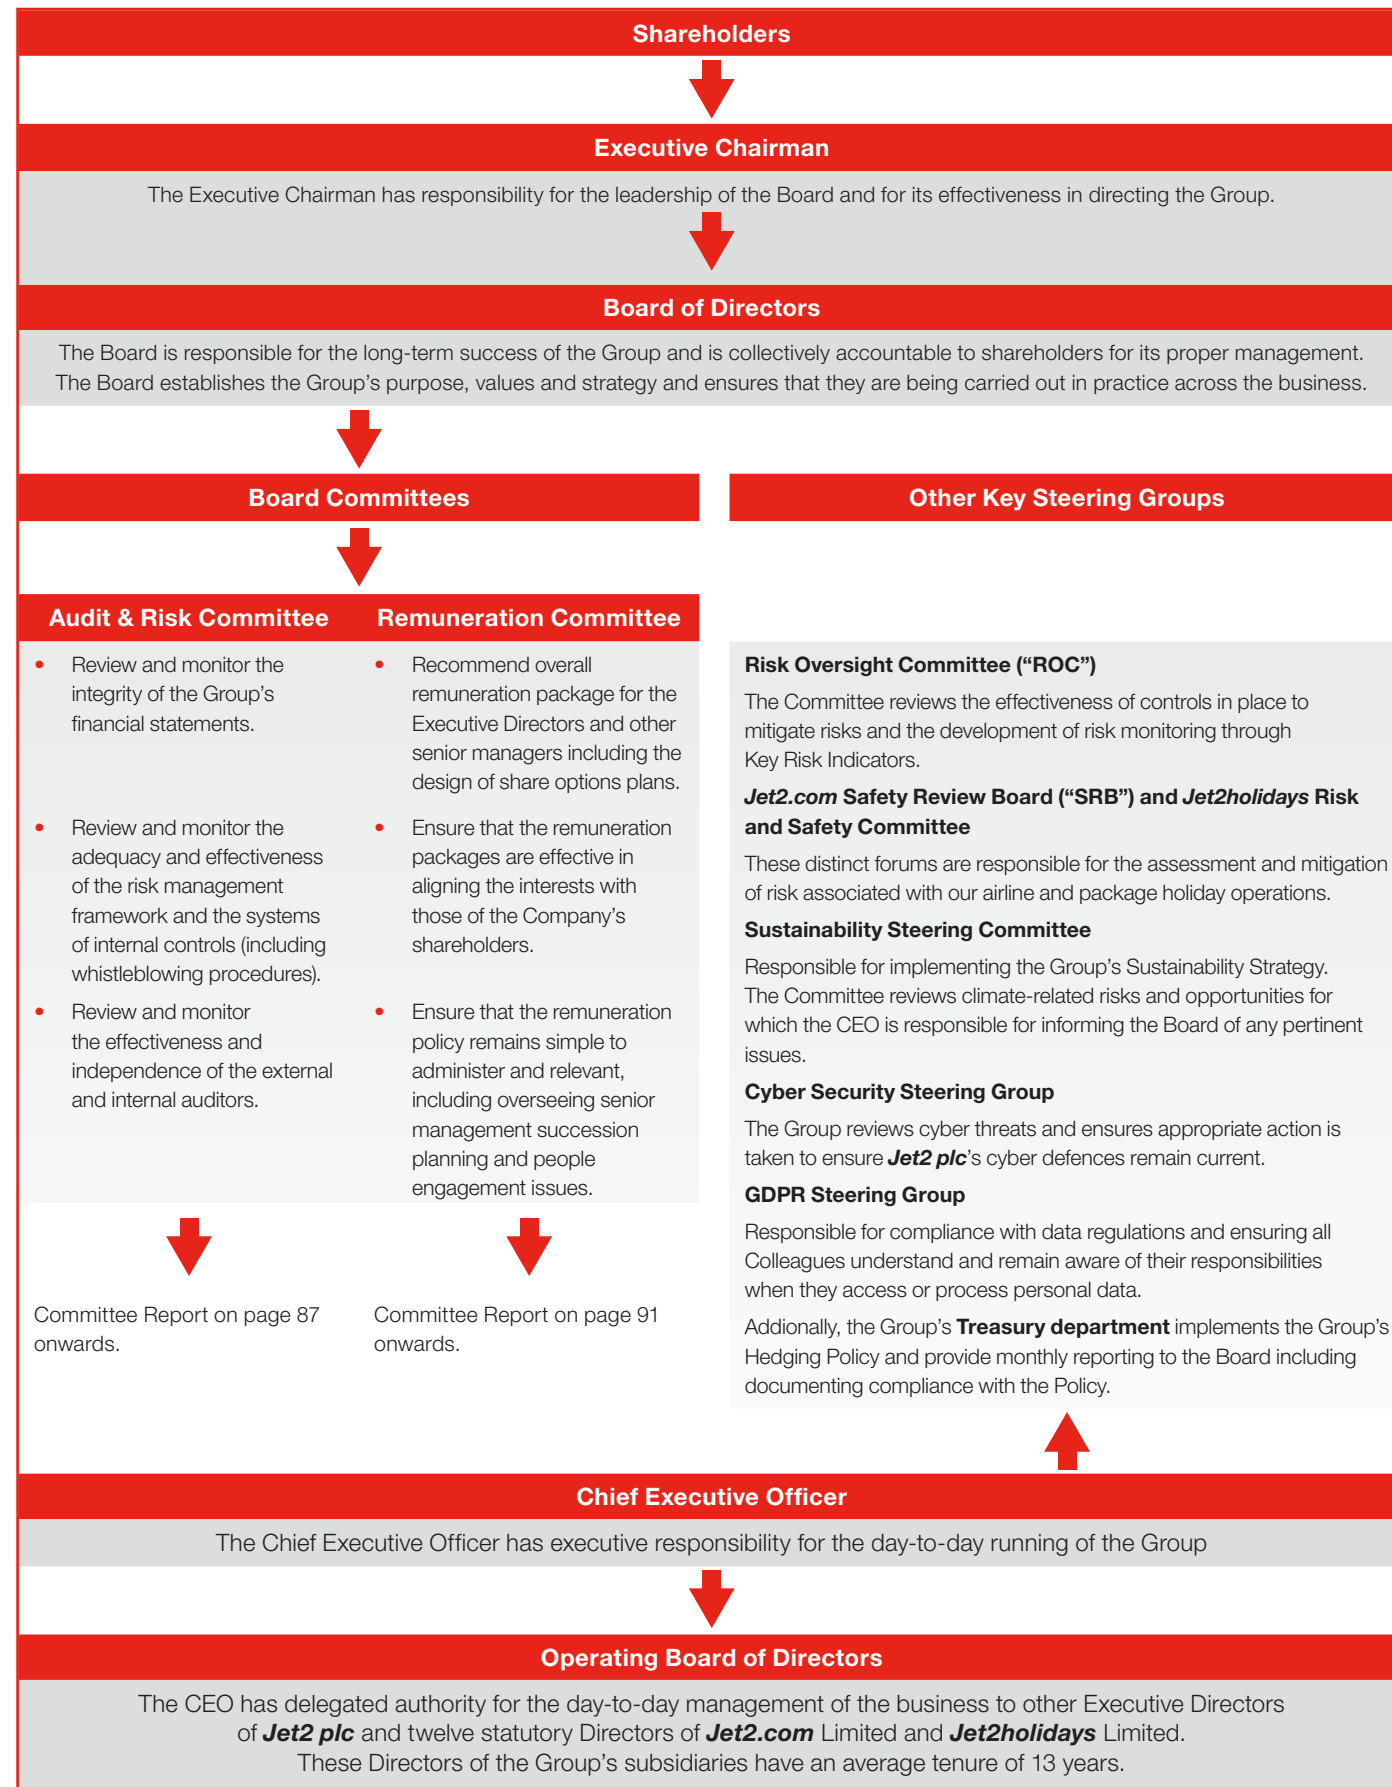 Shareholders
Executive Chairman
The Executive Chairman has responsibility for the leadership of the Board and for its effectiveness in directing the Group.
Board of Directors
The Board is responsible for the long-term success of the Group and is collectively accountable to shareholders for its proper management.
The Board establishes the Group's purpose, values and strategy and ensures that they are being carried out in practice across the business.
Board Committees
Audit & Risk Committee
• Review and monitor the
integrity of the Group's
financial statements.
• Review and monitor the
adequacy and effectiveness
of the risk management
framework and the systems
of internal controls (including
whistleblowing procedures).
• Review and monitor
the effectiveness and
independence of the external
and internal auditors.
Committee Report on page 87
onwards.
Remuneration Committee
• Recommend overall
remuneration package for the
Executive Directors and other
senior managers including the
design of share options plans.
• Ensure that the remuneration
packages are effective in
aligning the interests with
those of the Company's
shareholders.
• Ensure that the remuneration
policy remains simple to
administer and relevant,
including overseeing senior
management succession
planning and people
engagement issues.
Committee Report on page 91
onwards.
Other Key Steering Groups
Risk Oversight Committee (“ROC”)
The Committee reviews the effectiveness of controls in place to
mitigate risks and the development of risk monitoring through
Key Risk Indicators.
Jet2.com Safety Review Board (“SRB”) and Jet2holidays Risk
and Safety Committee
These distinct forums are responsible for the assessment and mitigation
of risk associated with our airline and package holiday operations.
Sustainability Steering Committee
Responsible for implementing the Group's Sustainability Strategy.
The Committee reviews climate-related risks and opportunities for
which the CEO is responsible for informing the Board of any pertinent
issues.
Cyber Security Steering Group
The Group reviews cyber threats and ensures appropriate action is
taken to ensure Jet2 plc's cyber defences remain current.
GDPR Steering Group
Responsible for compliance with data regulations and ensuring all
Colleagues understand and remain aware of their responsibilities
when they access or process personal data.
Addionally, the Group's Treasury department implements the Group's
Hedging Policy and provide monthly reporting to the Board including
documenting compliance with the Policy.
Chief Executive Officer
The Chief Executive Officer has executive responsibility for the day-to-day running of the Group
Operating Board of Directors
The CEO has delegated authority for the day-to-day management of the business to other Executive Directors
of Jet2 plc and twelve statutory Directors of Jet2.com Limited and Jet2holidays Limited.
These Directors of the Group's subsidiaries have an average tenure of 13 years.